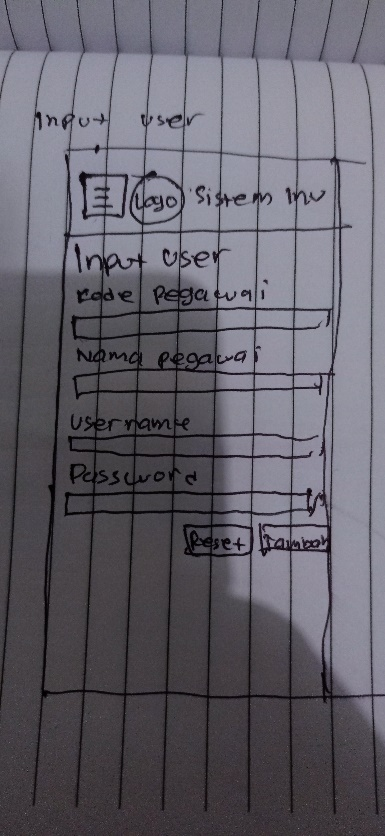 Input user
Logo Sistem Inv
Input user
Kode pegawai
Nama pegawai
username
Password
Reset Tambah